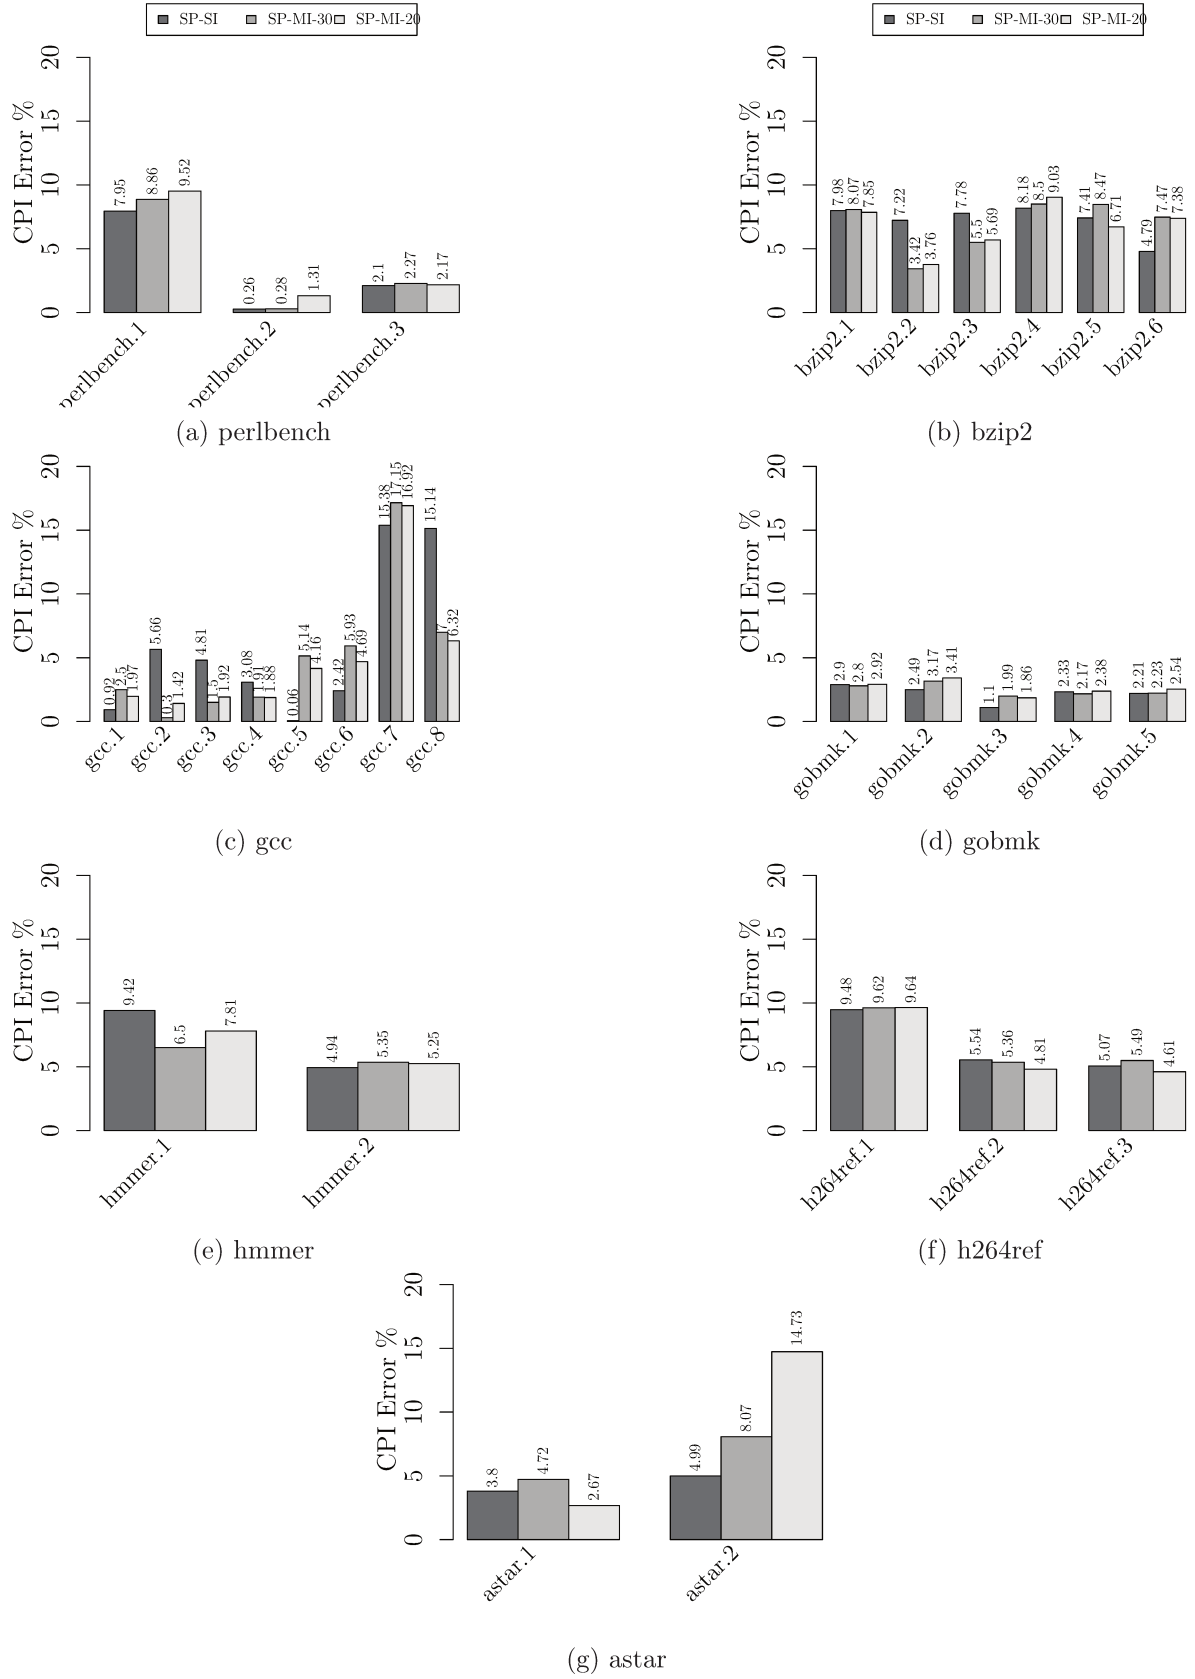 SP-SI SP-MI-30 SP-MI-20
CPI Error %
0 5 10 15 20
7.95 8.86 9.52
0.26 0.28 1.31
2.1 2.27 2.17
perlbench.1 perlbench.2 perlbench.3
(a) perlbench
SP-SI SP-MI-30 SP-MI-20
CPI Error %
0 5 10 15 20
7.98 8.07 7.85
7.22 3.42 3.76
7.78 5.5 5.69
8.18 8.5 9.03
7.41 8.47 6.71
4.79 7.47 7.38
bzip2.1 bzip2.2 bzip2.3 bzip2.4 bzip2.5 bzip2.6
(b) bzip2
CPI Error %
0 5 10 15 20
0.92 2.5 1.97
5.66 0.3 1.42
4.81 1.5 1.92
3.08 1.91 1.88
0.06 5.14 4.16
2.42 5.93 4.69
15.38 17.15 16.92
15.14 7 6.32
gcc.1 gcc.2 gcc.3 gcc.4 gcc.5 gcc.6 gcc.7 gcc.8
(c) gcc
CPI Error %
0 5 10 15 20
2.9 2.8 2.92
2.49 3.17 3.41
1.1 1.99 1.86
2.33 2.17 2.38
2.21 2.23 2.54
gobmk.1 gobmk.2 gobmk.3 gobmk.4 gobmk.5
(d) gobmk
CPI Error %
0 5 10 15 20
9.42 6.5 7.81
4.94 5.35 5.25
hmmer.1 hmmer.2
(e) hmmer
CPI Error %
0 5 10 15 20
9.48 9.62 9.64
5.54 5.36 4.81
5.07 5.49 4.61
h264ref.1 h264ref.2 h264ref.3
(f) h264ref
CPI Error %
0 5 10 15 20
3.8 4.72 2.67
4.99 8.07 14.73
astar.1 astar.2
(g) astar